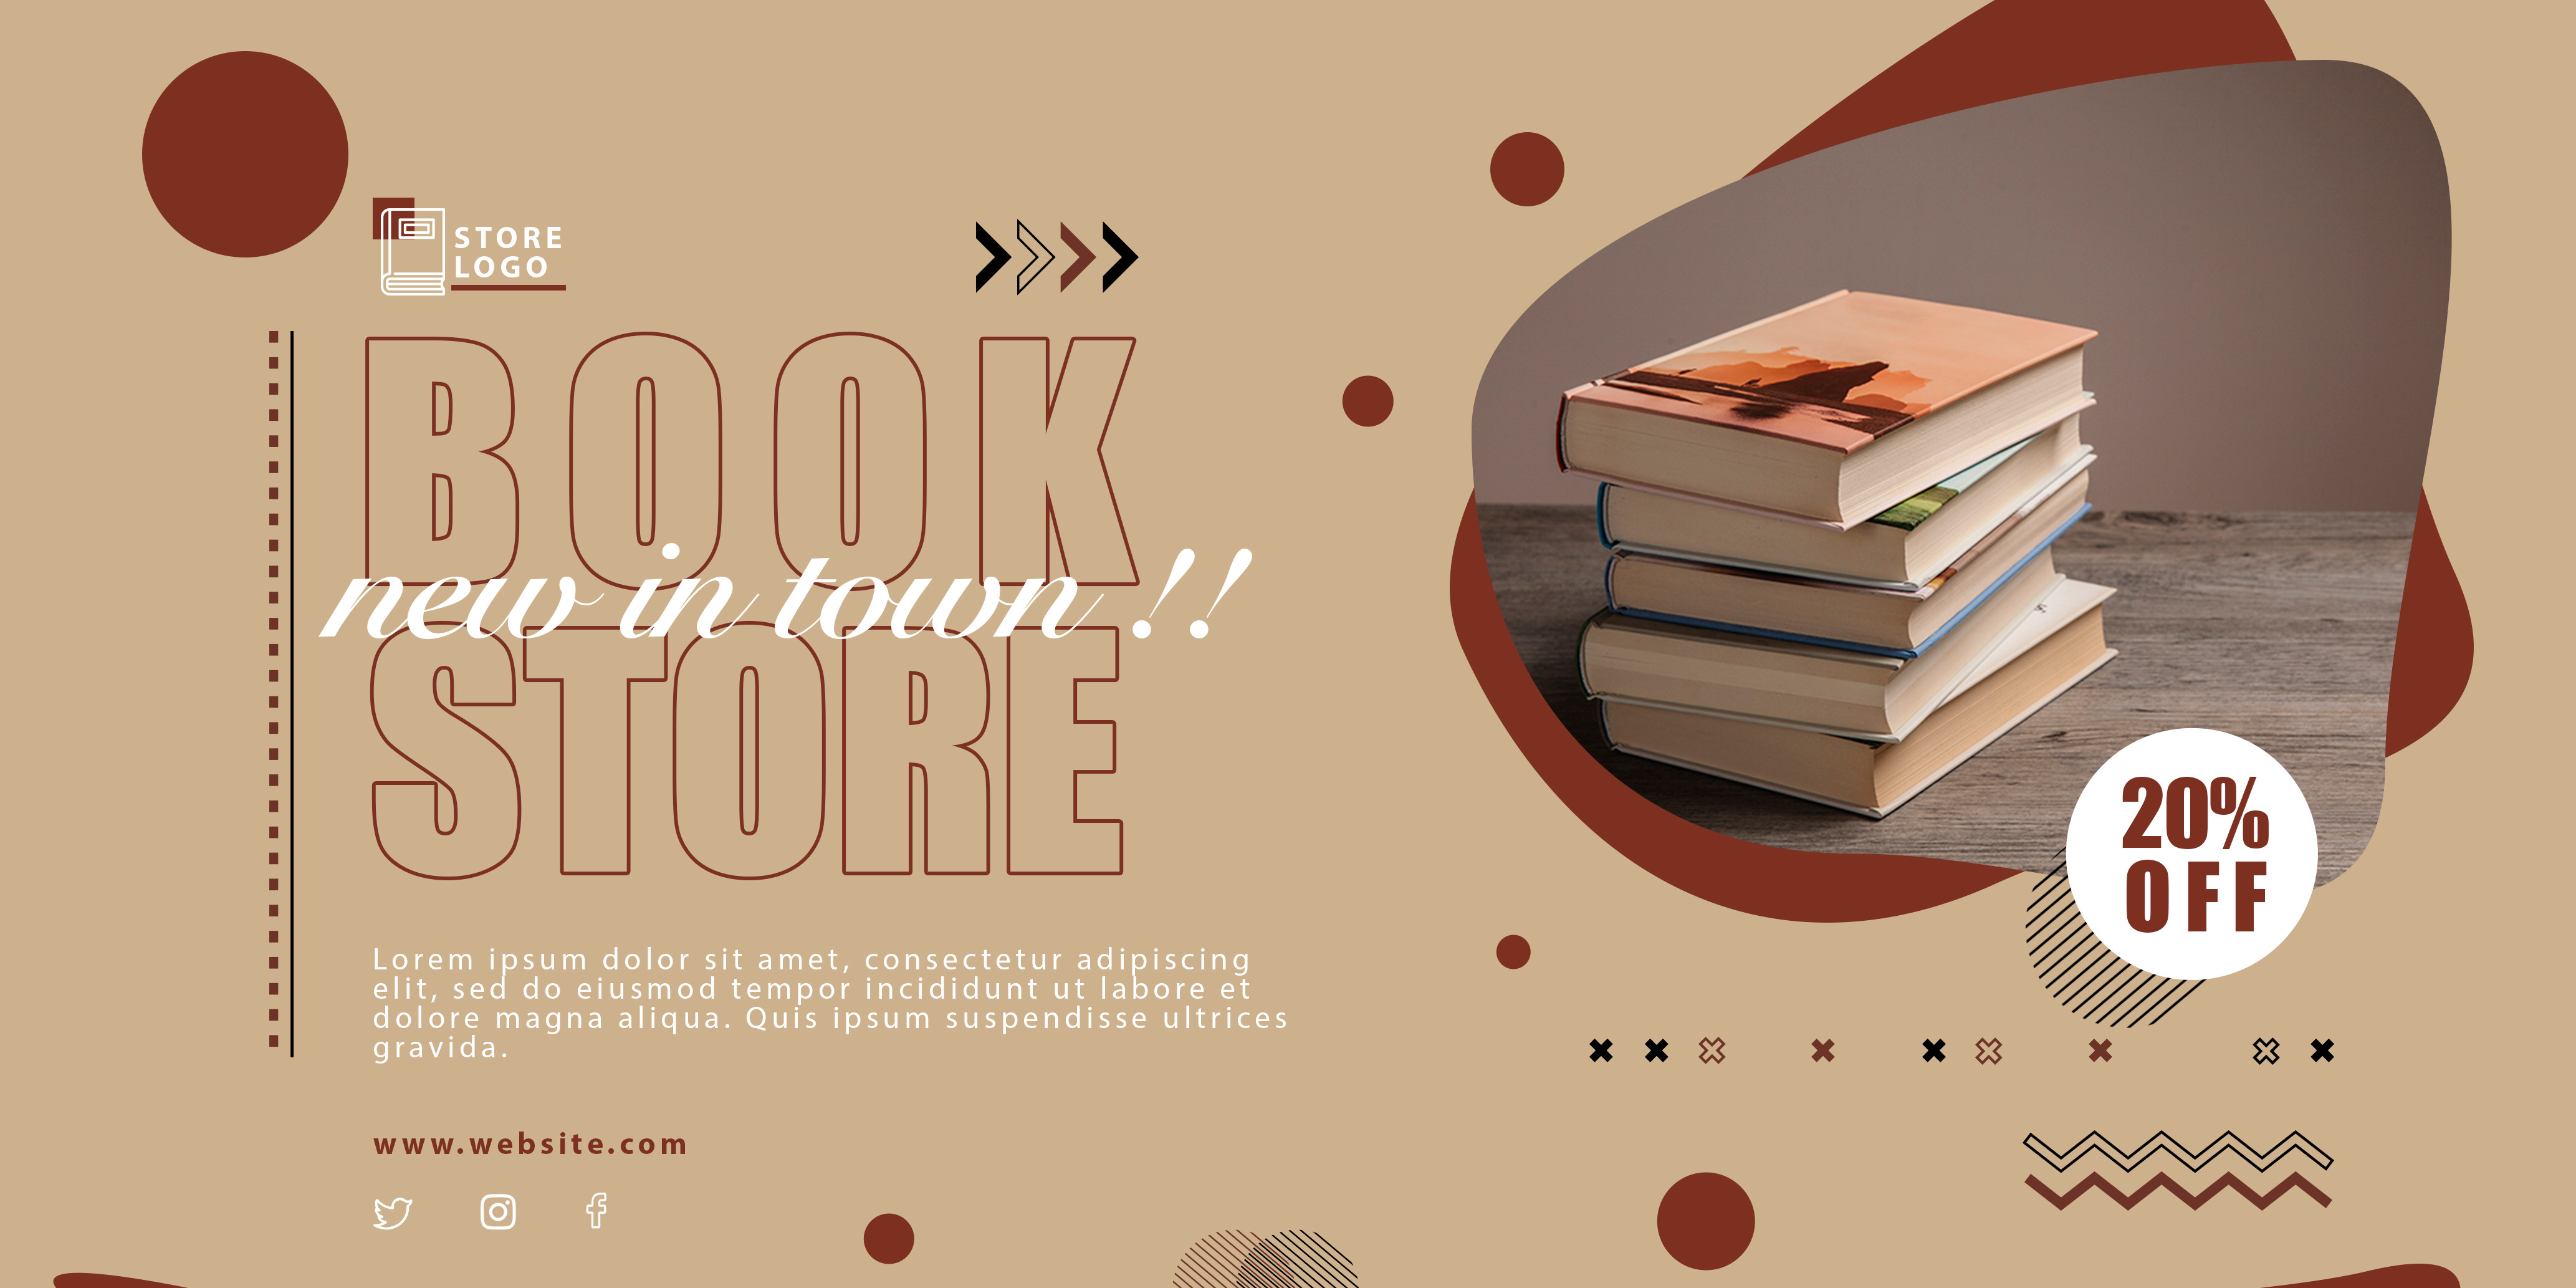 STORE
LOGO
BOOK
new in town !!
STORE
Lorem ipsum dolor sit amet, consectetur adipiscing
elit, sed do eiusmod tempor incididunt ut labore et
dolore magna aliqua. Quis ipsum suspendisse ultrices
gravida.
www.website.com
20%
OFF